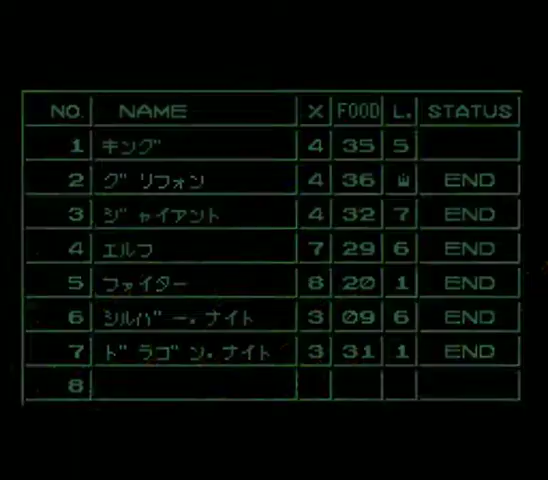 NO. NAME X FOOD L. STATUS
1 キング 4 35 5
2 グリフォン 4 36 END
3 ジャイアント 4 32 7 END
4 エルフ 7 29 6 END
5 ファイター 8 20 1 END
6 シルバー.ナイト 3 09 6 END
7 ドラゴン.ナイト 3 31 1 END
8